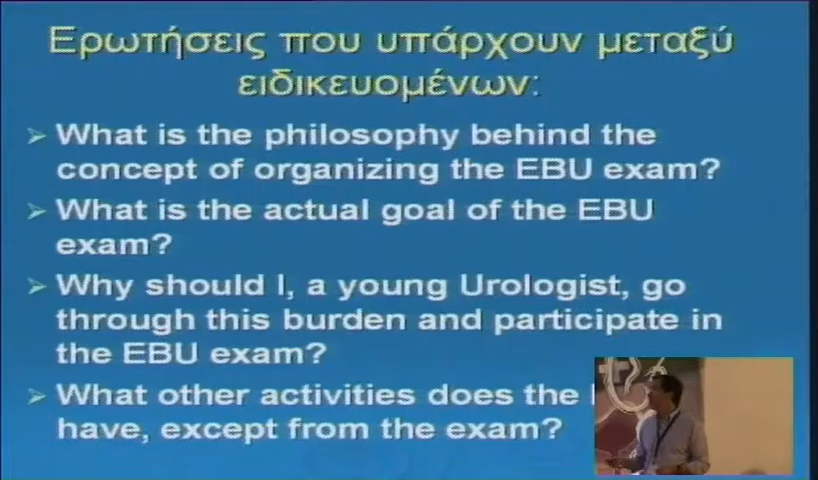 Ερωτήσεις που υπάρχουν μεταξύ
ειδικευομένων:
What is the philosophy behind the
concept of organizing the EBU exam?
What is the actual goal of the EBU
exam?
Why should I, a young Urologist, go
through this burden and participate in
the EBU exam?
What other activities does the
have, except from the exam?